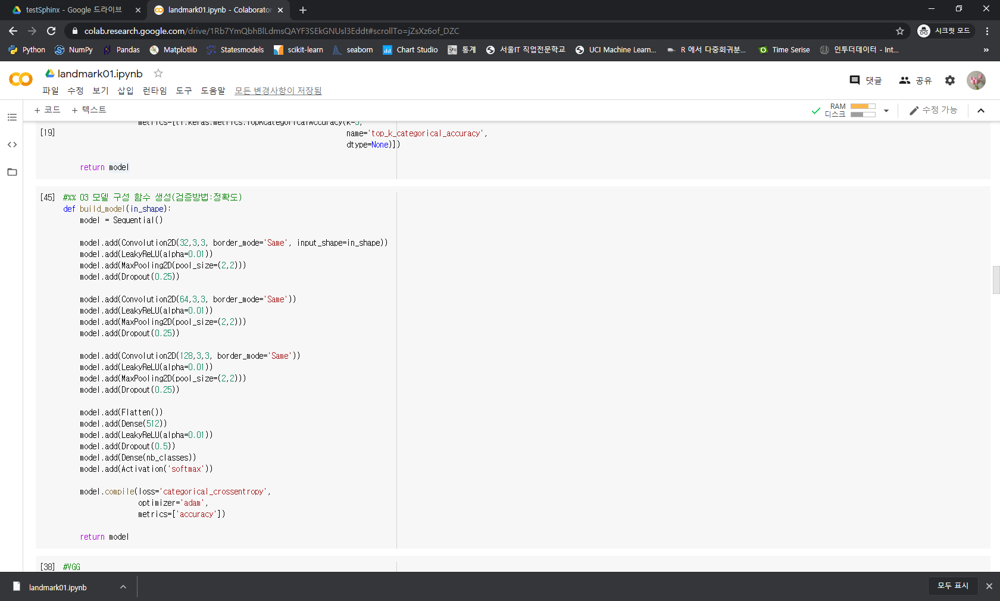 testSphinx - Google 드라이브
landmark01.ipynb - Colaborator
colab.research.google.com/drive/1Rb7YmQbhBlLdmsQAYF3SEkGNUsl3Eddt#scrollTo=jZsXz6of_DZC
시크릿 모드
Python NumPy Pandas Matplotlib Statesmodels scikit-learn seaborn Chart Studio 통계 서울IT 직업전문학교 UCI Machine Learn... R 에서 다중회귀분... Time Serise 인투더데이터 - Int... »
landmark01.ipynb
댓글 공유
파일 수정 보기 삽입 런타임 도구 도움말 모든 변경사항이 저장됨
+ 코드 + 텍스트
RAM
디스크
수정 가능
metrics=[tf.keras.metrics.TopKCategoricalAccuracy(k=5,
[19]
name='top_k_categorical_accuracy',
dtype=None)])
return model
[45] #%% 03 모델 구성 함수 생성(검증방법:정확도)
def build_model(in_shape):
model = Sequential()
model.add(Convolution2D(32,3,3, border_mode='Same', input_shape=in_shape))
model.add(LeakyReLU(alpha=0.01))
model.add(MaxPooling2D(pool_size=(2,2)))
model.add(Dropout(0.25))
model.add(Convolution2D(64,3,3, border_mode='Same'))
model.add(LeakyReLU(alpha=0.01))
model.add(MaxPooling2D(pool_size=(2,2)))
model.add(Dropout(0.25))
model.add(Convolution2D(128,3,3, border_mode='Same'))
model.add(LeakyReLU(alpha=0.01))
model.add(MaxPooling2D(pool_size=(2,2)))
model.add(Dropout(0.25))
model.add(Flatten())
model.add(Dense(512))
model.add(LeakyReLU(alpha=0.01))
model.add(Dropout(0.5))
model.add(Dense(nb_classes))
model.add(Activation('softmax'))
model.compile(loss='categorical_crossentropy',
optimizer='adam',
metrics=['accuracy'])
return model
[38] #VGG
landmark01.ipynb
모두 표시